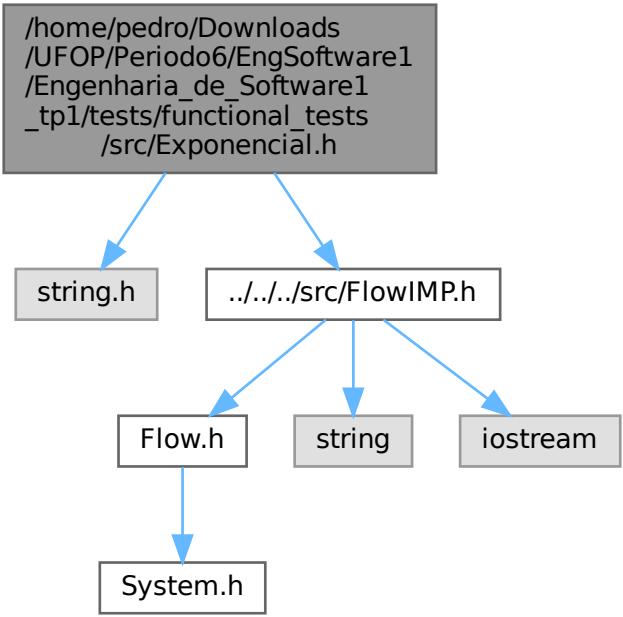 /home/pedro/Downloads
/UFOP/Periodo6/EngSoftware1
/Engenharia_de_Software1
_tp1/tests/functional_tests
/src/Exponencial.h
string.h
../../../src/FlowIMP.h
Flow.h
string
iostream
System.h